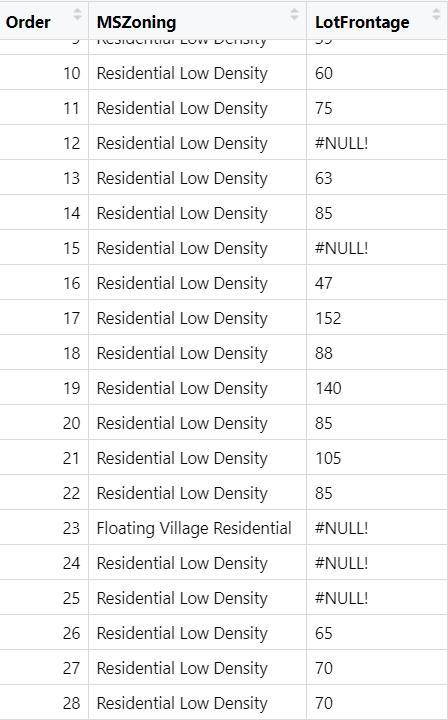 Order MSZoning LotFrontage
9 Residential Low Density 39
10 Residential Low Density 60
11 Residential Low Density 75
12 Residential Low Density #NULL!
13 Residential Low Density 63
14 Residential Low Density 85
15 Residential Low Density #NULL!
16 Residential Low Density 47
17 Residential Low Density 152
18 Residential Low Density 88
19 Residential Low Density 140
20 Residential Low Density 85
21 Residential Low Density 105
22 Residential Low Density 85
23 Floating Village Residential #NULL!
24 Residential Low Density #NULL!
25 Residential Low Density #NULL!
26 Residential Low Density 65
27 Residential Low Density 70
28 Residential Low Density 70